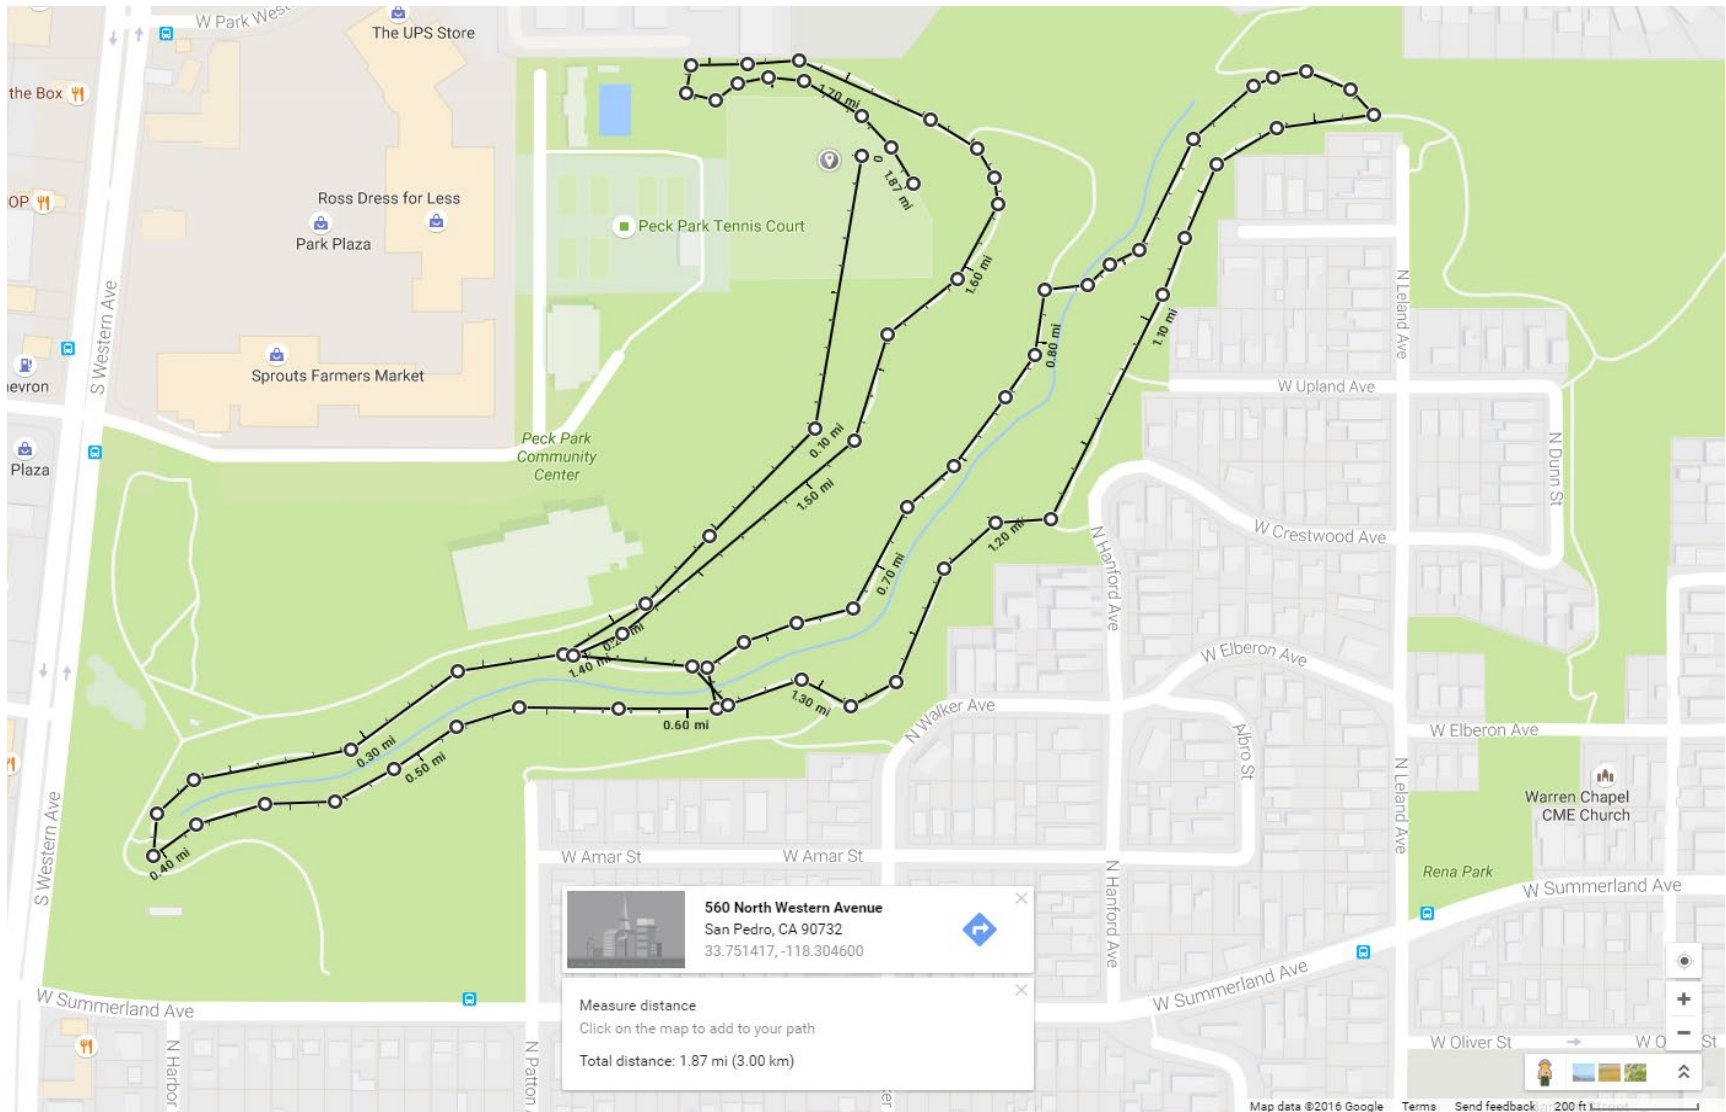 W Park Wes
The UPS Store
the Box
1.70 mi
0
1.87 mi
OP
Ross Dress for Less
Park Plaza
Peck Park Tennis Court
1.60 mi
N Leland Ave
S Western Ave
1.10 mi
0.80 mi
Sprouts Farmers Market
W Upland Ave
0.10 mi
Peck Park
Community
Center
Plaza
1.50 mi
N Dunn St
W Crestwood Ave
1.20 mi
N Hanford Ave
0.70 mi
1.40 mi
W Elberon Ave
1.30 mi
N Walker Ave
0.60 mi
Albro St
W Elberon Ave
0.30 mi
0.50 mi
N Leland Ave
S Western Ave
Warren Chapel
CME Church
0.40 mi
W Amar St
W Amar St
N Hanford Ave
Rena Park
W Summerland Ave
560 North Western Avenue
San Pedro, CA 90732
33.751417, -118.304600
W Summerland Ave
W Summerland Ave
Measure distance
Click on the map to add to your path
Total distance: 1.87 mi (3.00 km)
N Harbor
N Patton
W Oliver St
W O
St
Map data ©2016 Google
Terms
Send feedback
200 ft